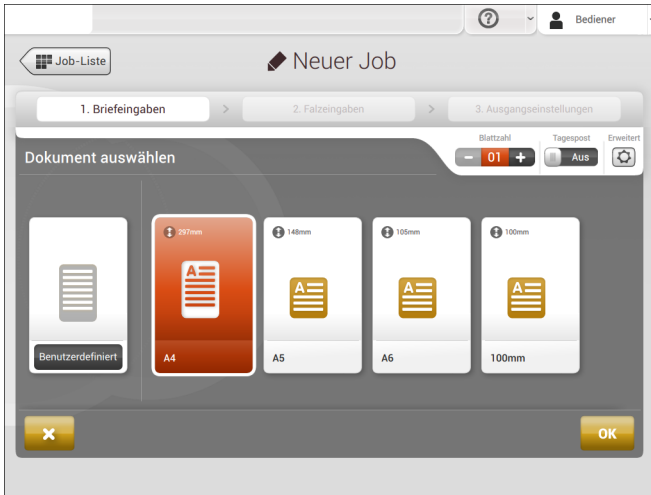 ?
Bediener
Job-Liste
Neuer Job
1. Briefeingaben > 2. Falzeingaben > 3. Ausgangseinstellungen
Blattzahl Tagespost Erweitert
Dokument auswählen
− 01 + Aus
297mm 148mm 105mm 100mm
A A A A
Benutzerdefiniert A4 A5 A6 100mm
OK